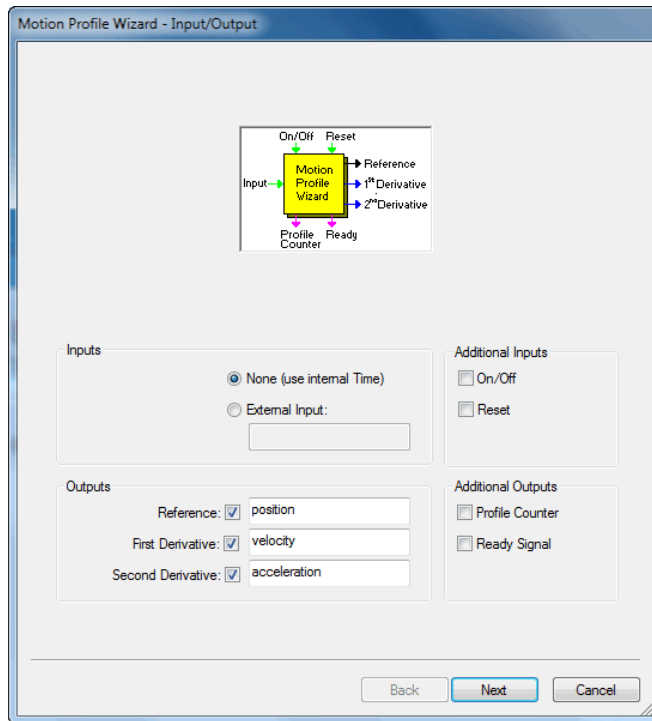 Motion Profile Wizard - Input/Output
On/Off Reset
Input
Motion
Profile
Wizard
Reference
1st Derivative
2nd Derivative
Profile
Counter
Ready
Inputs
None (use internal Time)
External Input:
Additional Inputs
On/Off
Reset
Outputs
Reference: position
First Derivative: velocity
Second Derivative: acceleration
Additional Outputs
Profile Counter
Ready Signal
Back Next Cancel